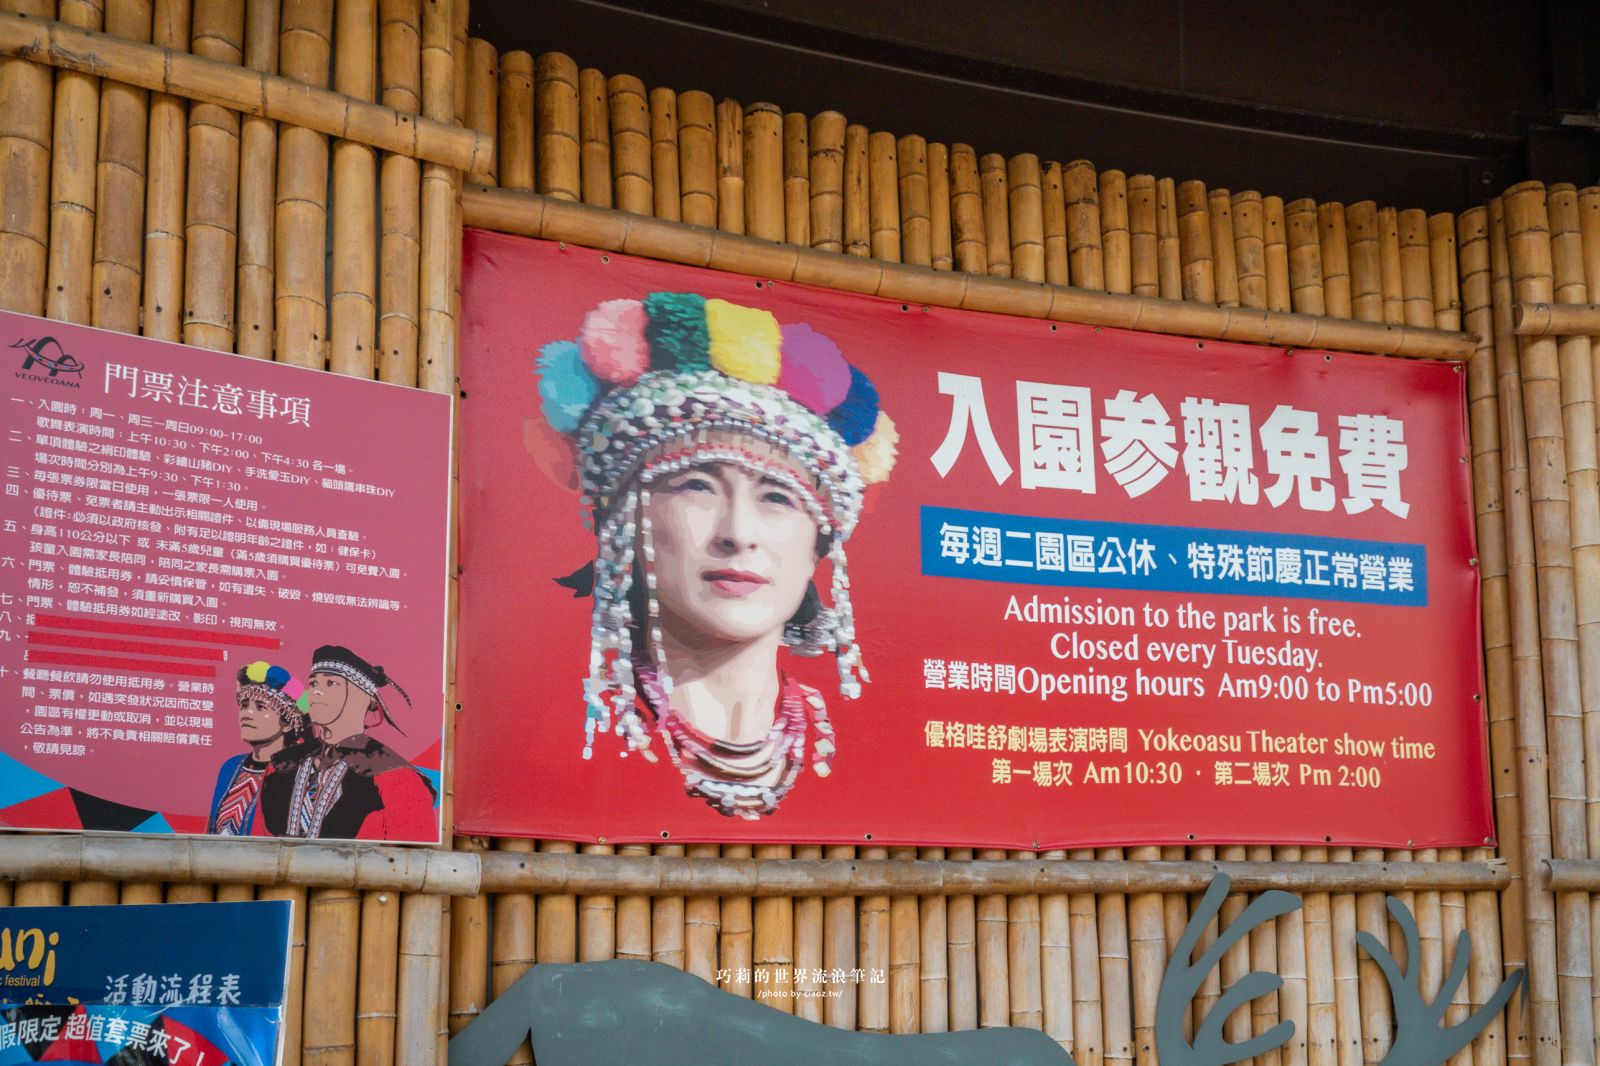 VEOVEOANA
門票注意事項
一、入園時：周一、周三－周日09:00-17:00
歌舞表演時間：上午10:30、下午2:00、下午4:30 各一場。
二、單項體驗之絹印體驗、彩繪山豬DIY、手洗愛玉DIY、貓頭鷹串珠DIY
場次時間分別為上午9:30、下午1:30。
三、每張票券限當日使用，一張票限一人使用。
四、優待票、免票者請主動出示相關證件、以備現場服務人員查驗。
（證件:必須以政府核發、附有足以證明年齡之證件，如：健保卡）
五、身高110公分以下 或 未滿5歲兒童（滿5歲須購買優待票）可免費入園。
孩童入園需家長陪同，陪同之家長需購票入園。
六、門票、體驗抵用券，請妥慎保管，如有遺失、破毀、燒毀或無法辨識等。
情形，恕不補發，須重新購買入園。
七、門票、體驗抵用券如經塗改、影印，視同無效。
八、
九、
十、餐廳餐飲請勿使用抵用券。營業時
間、票價，如遇突發狀況因而改變
，園區有權更動或取消，並以現場
公告為準，將不負責相關賠償責任
，敬請見諒。
入園參觀免費
每週二園區公休、特殊節慶正常營業
Admission to the park is free.
Closed every Tuesday.
營業時間Opening hours Am9:00 to Pm5:00
優格哇舒劇場表演時間 Yokeoasu Theater show time
第一場次 Am10:30 · 第二場次 Pm 2:00
uni
festival
活動流程表
假限定 超值套票來了！
巧莉的世界流浪筆記
/photo by ciaoz.tw/